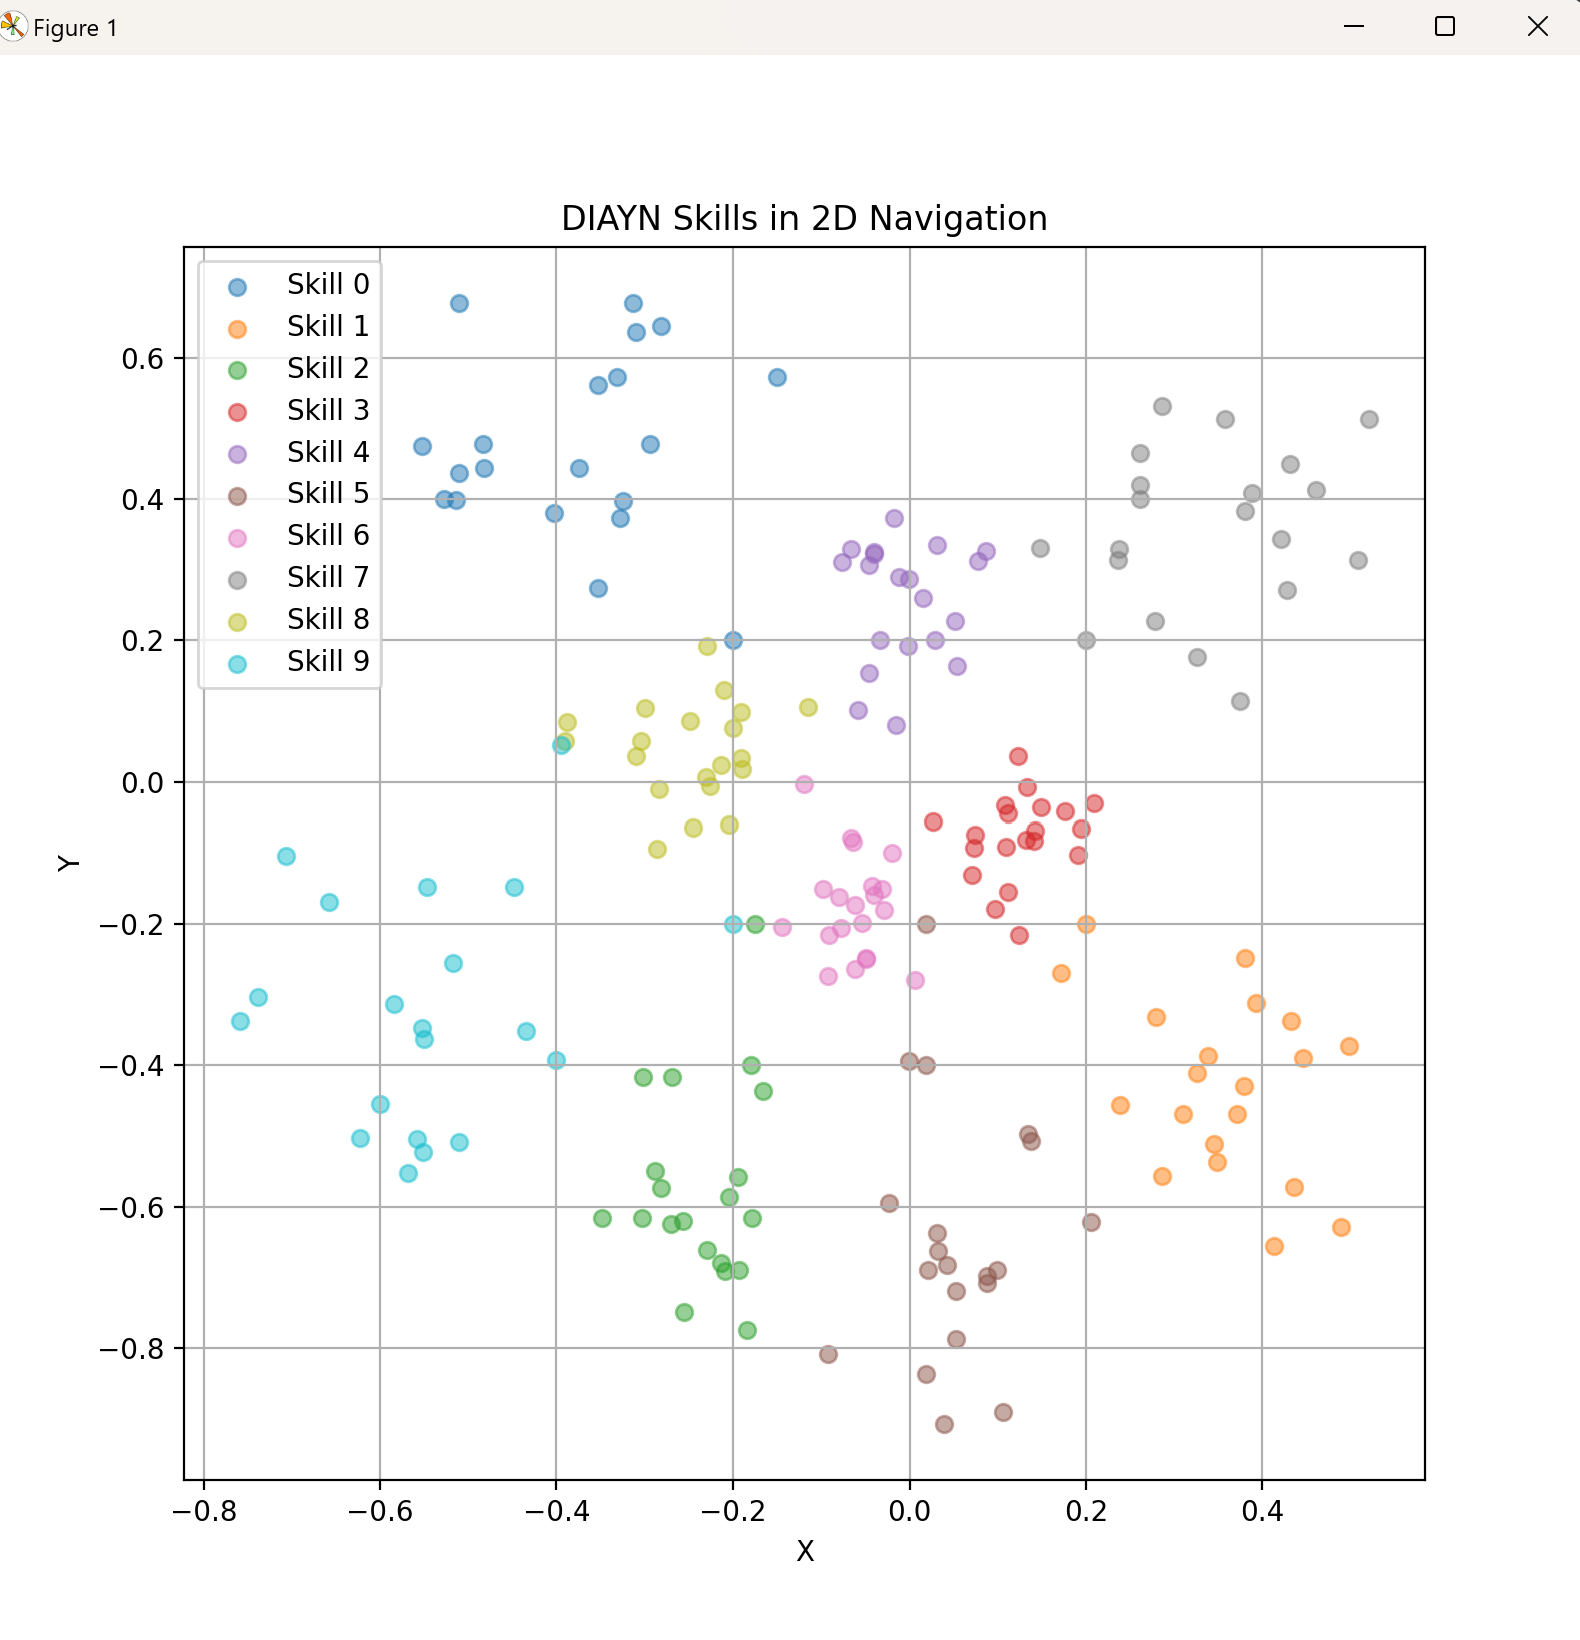 Figure 1
DIAYN Skills in 2D Navigation
Skill 0
Skill 1
Skill 2
Skill 3
Skill 4
Skill 5
Skill 6
Skill 7
Skill 8
Skill 9
0.6
0.4
0.2
0.0
−0.2
−0.4
−0.6
−0.8
Y
−0.8 −0.6 −0.4 −0.2 0.0 0.2 0.4
X